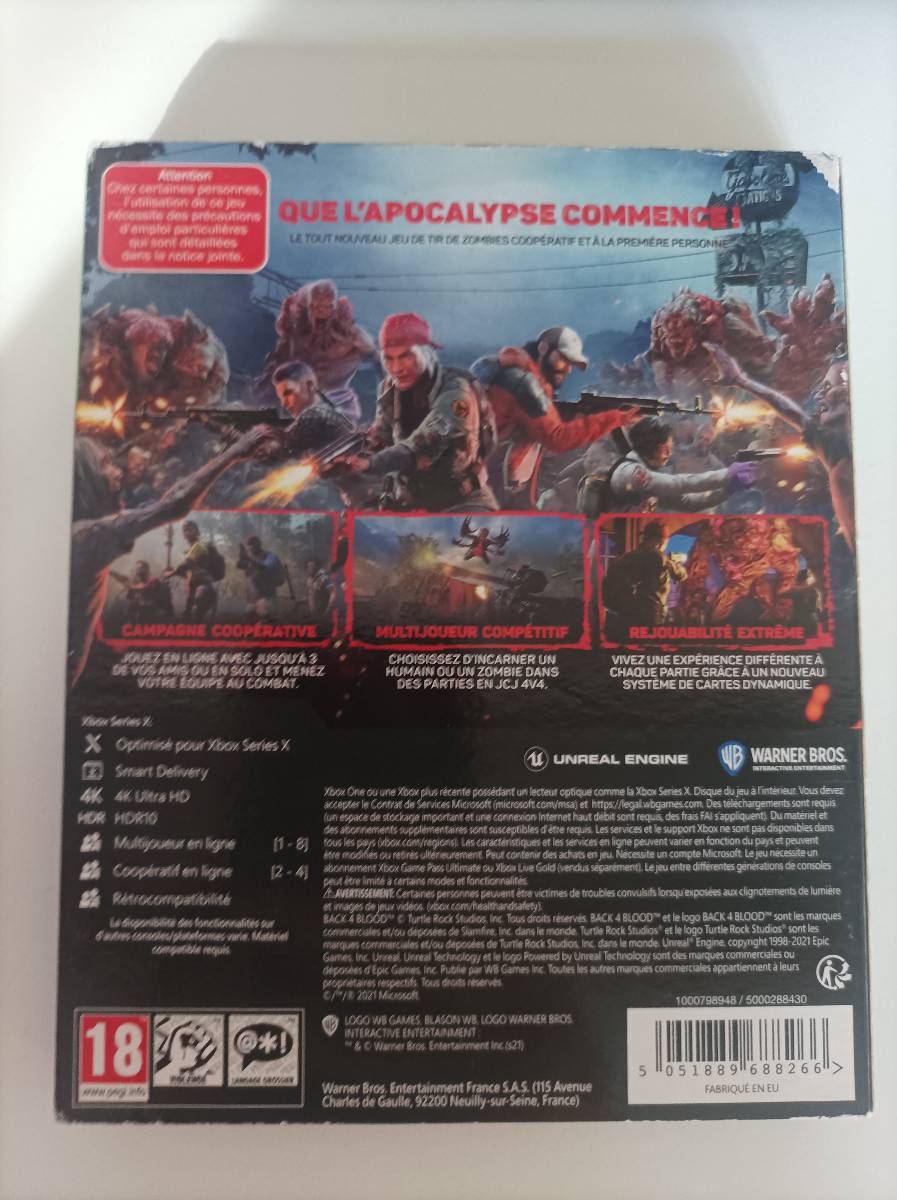 Attention
Chez certaines personnes,
l'utilisation de ce jeu
nécessite des précautions
d'emploi particulières
qui sont détaillées
dans la notice jointe.
QUE L'APOCALYPSE COMMENCE !
LE TOUT NOUVEAU JEU DE TIR DE ZOMBIES COOPÉRATIF ET À LA PREMIÈRE PERSONNE
CAMPAGNE COOPÉRATIVE
JOUEZ EN LIGNE AVEC JUSQU'À 3
DE VOS AMIS OU EN SOLO ET MENEZ
VOTRE ÉQUIPE AU COMBAT.
MULTIJOUEUR COMPÉTITIF
CHOISISSEZ D'INCARNER UN
HUMAIN OU UN ZOMBIE DANS
DES PARTIES EN JCJ 4V4.
REJOUABILITÉ EXTRÊME
VIVEZ UNE EXPÉRIENCE DIFFÉRENTE À
CHAQUE PARTIE GRÂCE À UN NOUVEAU
SYSTÈME DE CARTES DYNAMIQUE.
Xbox Series X:
Optimisé pour Xbox Series X
Smart Delivery
4K 4K Ultra HD
HDR HDR10
Multijoueur en ligne [1 - 8]
Coopératif en ligne [2 - 4]
Rétrocompatibilité
La disponibilité des fonctionnalités sur
d'autres consoles/plateformes varie. Matériel
compatible requis.
UNREAL ENGINE
WB WARNER BROS.
INTERACTIVE ENTERTAINMENT
Xbox One ou une Xbox plus récente possédant un lecteur optique comme la Xbox Series X. Disque du jeu à l'intérieur. Vous devez
accepter le Contrat de Services Microsoft (microsoft.com/msa) et https://legal.wbgames.com. Des téléchargements sont requis
(un espace de stockage important et une connexion Internet haut débit sont requis, des frais FAI s'appliquent). Du matériel et
des abonnements supplémentaires sont susceptibles d'être requis. Les services et le support Xbox ne sont pas disponibles dans
tous les pays (xbox.com/regions). Les caractéristiques et les services en ligne peuvent varier en fonction du pays et peuvent
être modifiés ou retirés ultérieurement. Peut contenir des achats en jeu. Nécessite un compte Microsoft. Le jeu nécessite un
abonnement Xbox Game Pass Ultimate ou Xbox Live Gold (vendus séparément). Le jeu entre différentes générations de consoles
peut être limité à certains modes et fonctionnalités.
⚠ AVERTISSEMENT: Certaines personnes peuvent être victimes de troubles convulsifs lorsqu'exposées aux clignotements de lumière
et images de jeux vidéos. (xbox.com/healthandsafety).
BACK 4 BLOOD™ © Turtle Rock Studios, Inc. Tous droits réservés. BACK 4 BLOOD™ et le logo BACK 4 BLOOD™ sont les marques
commerciales et/ou déposées de Slamfire, Inc. dans le monde. Turtle Rock Studios® et le logo Turtle Rock Studios® sont les
marques commerciales et/ou déposées de Turtle Rock Studios, Inc. dans le monde. Unreal® Engine, copyright 1998-2021 Epic
Games, Inc. Unreal, Unreal Technology et le logo Powered by Unreal Technology sont des marques commerciales ou
déposées d'Epic Games, Inc. Publié par WB Games Inc. Toutes les autres marques commerciales appartiennent à leurs
propriétaires respectifs. Tous droits réservés.
©/™/® 2021 Microsoft.
1000798948 / 5000288430
LOGO WB GAMES, BLASON WB, LOGO WARNER BROS.
INTERACTIVE ENTERTAINMENT :
™ & © Warner Bros. Entertainment Inc. (s21)
18
www.pegi.info
@*!
LANGAGE GROSSIER
Warner Bros. Entertainment France S.A.S. (115 Avenue
Charles de Gaulle, 92200 Neuilly-sur-Seine, France)
5 051889 688266 >
FABRIQUÉ EN EU